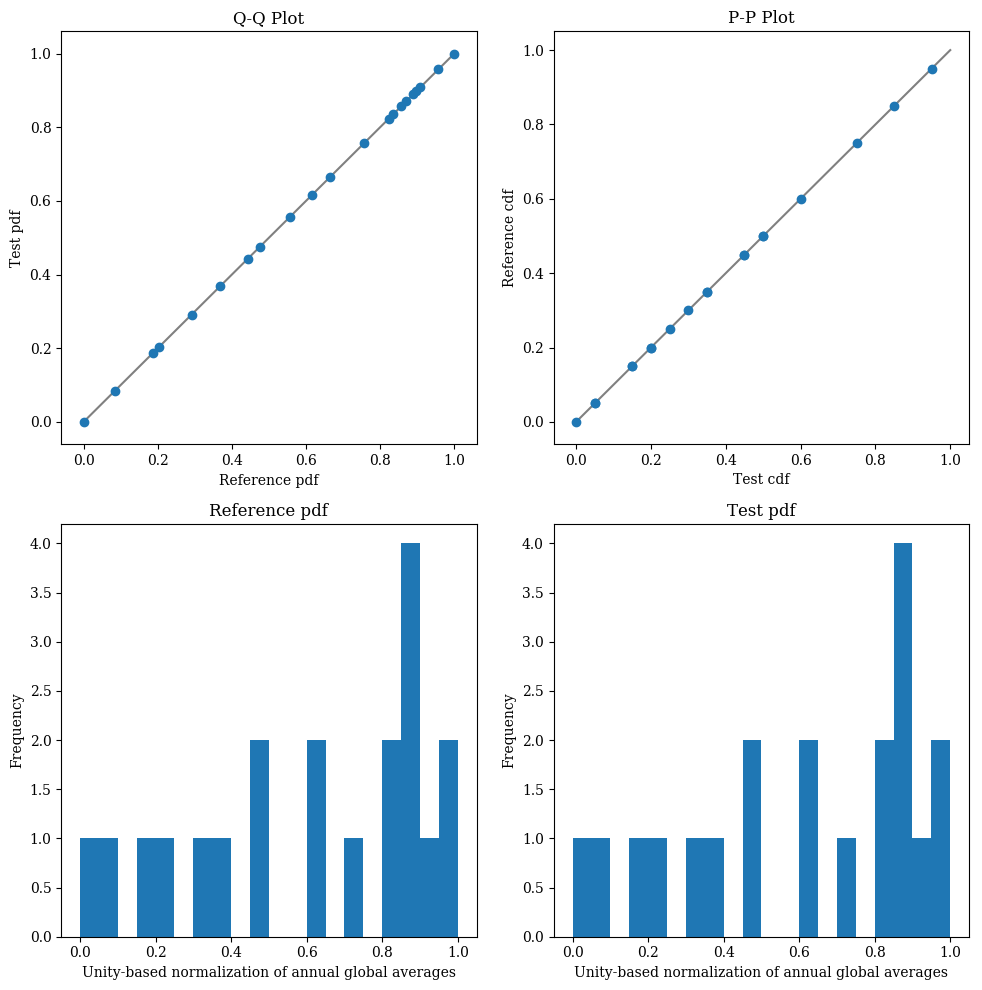 Q-Q Plot
1.0
0.8
0.6
0.4
0.2
0.0
Test pdf
0.0 0.2 0.4 0.6 0.8 1.0
Reference pdf
P-P Plot
1.0
0.8
0.6
0.4
0.2
0.0
Reference cdf
0.0 0.2 0.4 0.6 0.8 1.0
Test cdf
Reference pdf
4.0
3.5
3.0
2.5
2.0
1.5
1.0
0.5
0.0
Frequency
0.0 0.2 0.4 0.6 0.8 1.0
Unity-based normalization of annual global averages
Test pdf
4.0
3.5
3.0
2.5
2.0
1.5
1.0
0.5
0.0
Frequency
0.0 0.2 0.4 0.6 0.8 1.0
Unity-based normalization of annual global averages